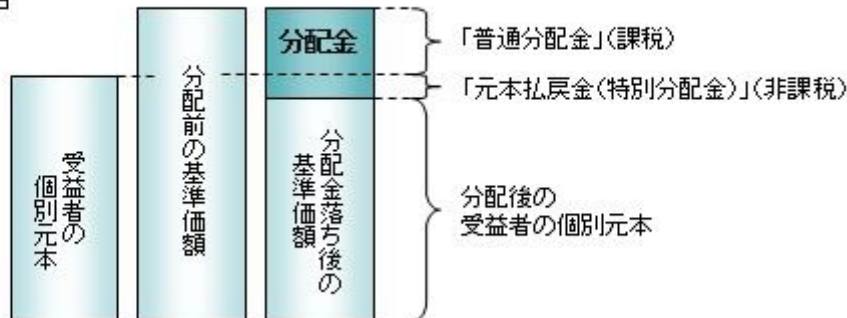 分配金
「普通分配金」(課税)
「元本払戻金(特別分配金)」(非課税)
受益者の
個別元本
分配前の基準価額
分配金落ち後の
基準価額
分配後の
受益者の個別元本